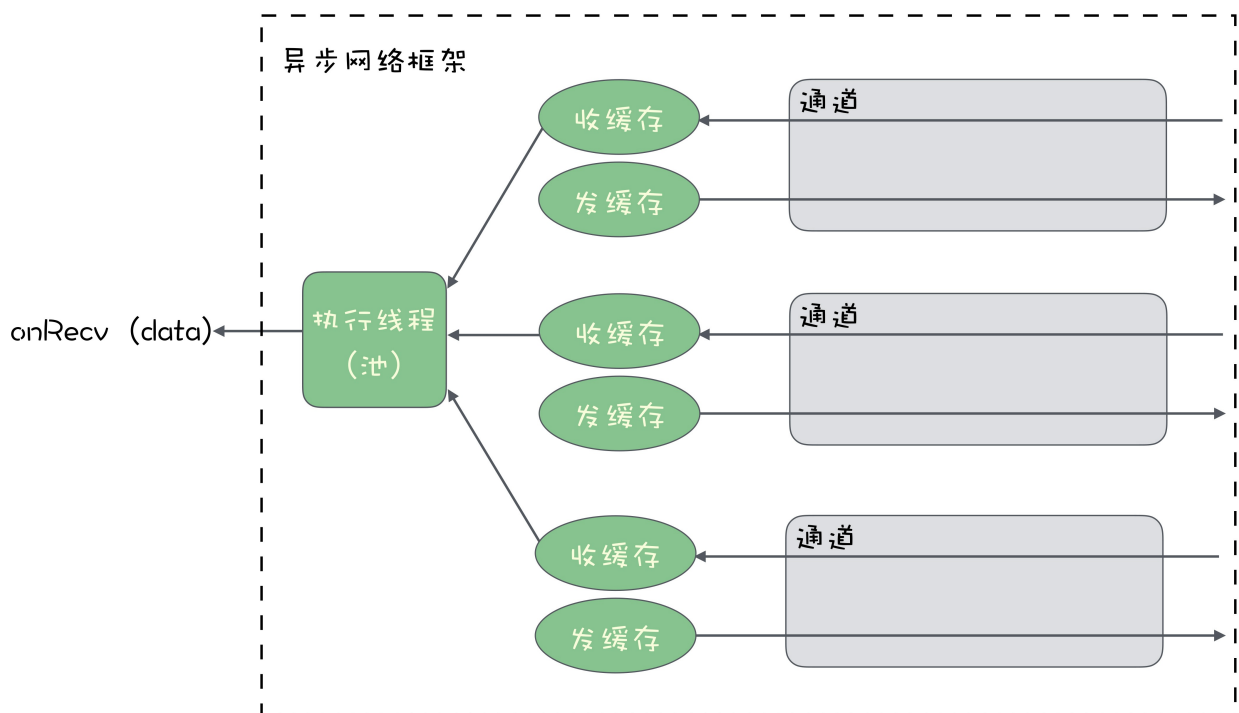 异步网络框架
收缓存
通道
发缓存
onRecv (data)
执行线程
(池)
收缓存
通道
发缓存
收缓存
通道
发缓存